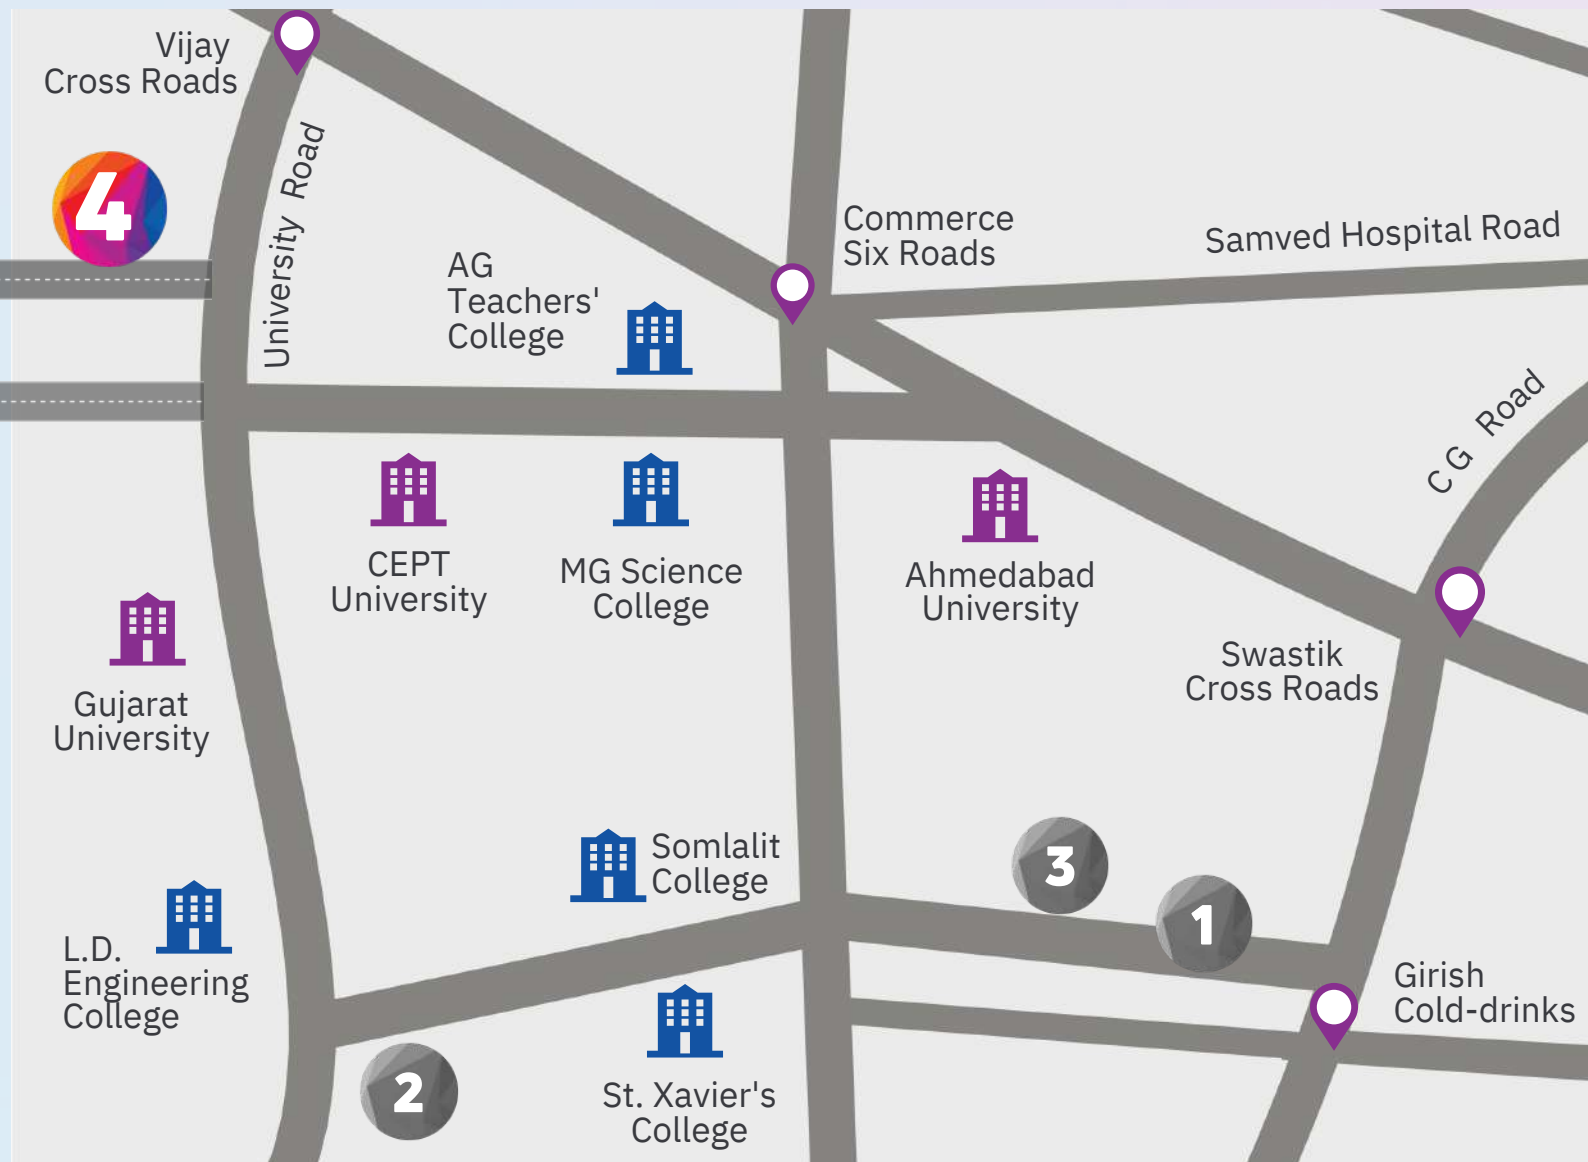 Vijay
Cross Roads
4
University Road
AG
Teachers'
College
Commerce
Six Roads
Samved Hospital Road
C G Road
CEPT
University
MG Science
College
Ahmedabad
University
Gujarat
University
Swastik
Cross Roads
Somlalit
College
3
1
L.D.
Engineering
College
Girish
Cold-drinks
2
St. Xavier's
College